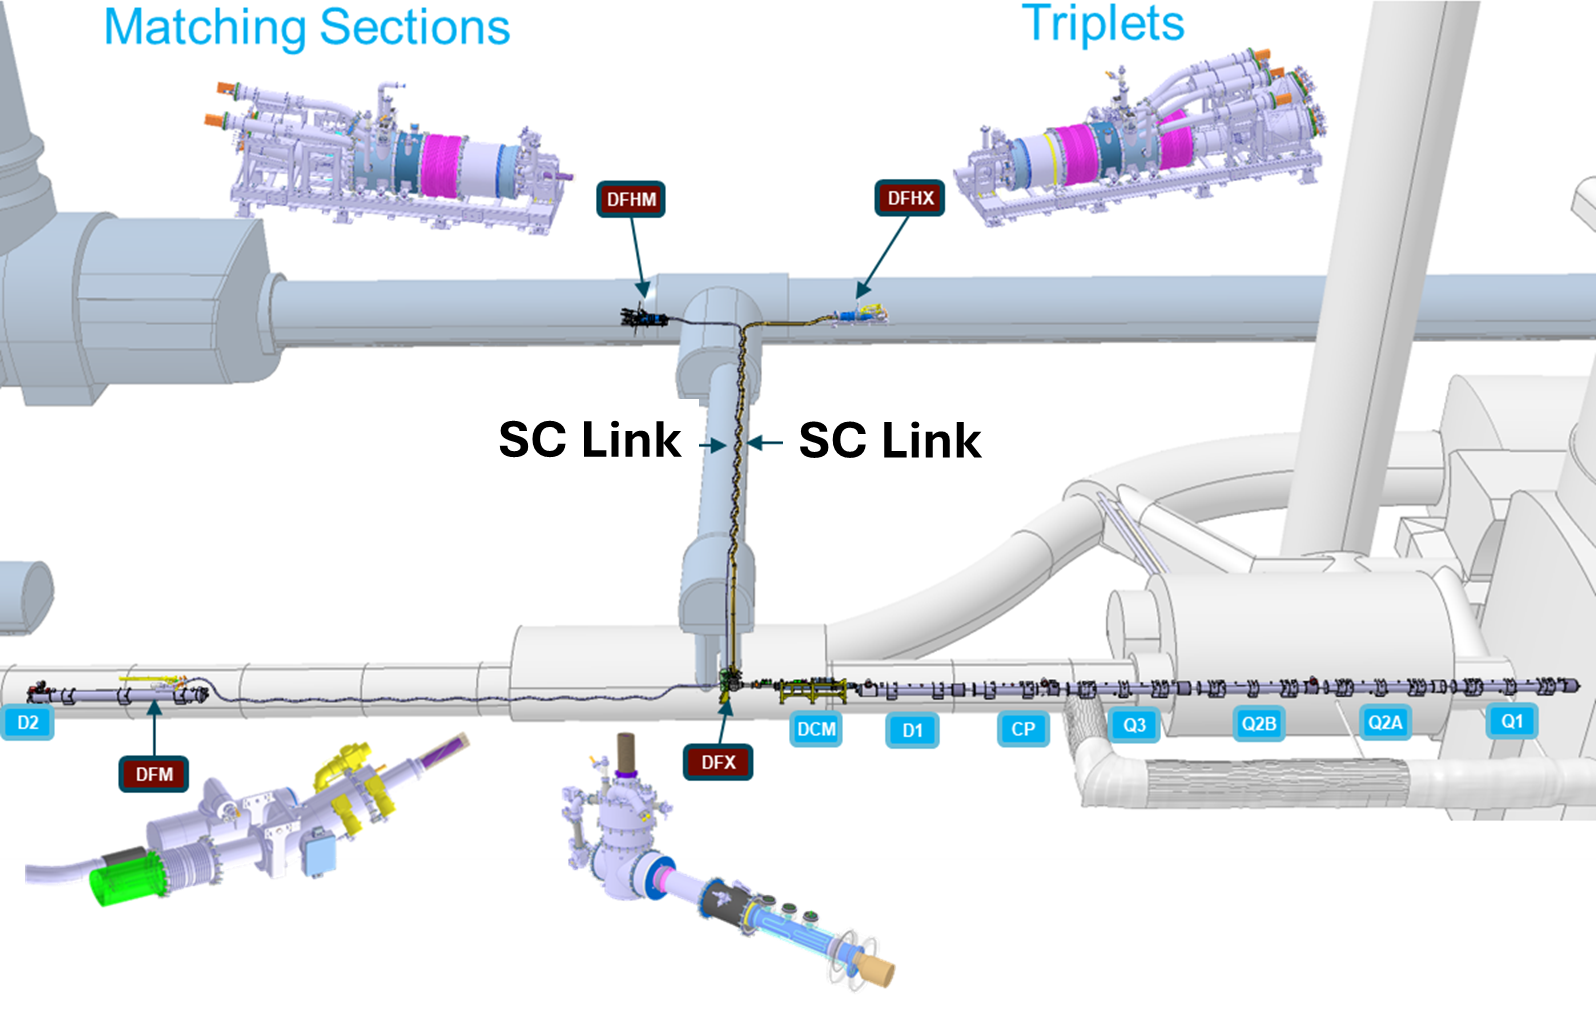 Matching Sections
Triplets
DFHM
DFHX
SC Link
SC Link
D2
DFM
DFX
DCM
D1
CP
Q3
Q2B
Q2A
Q1